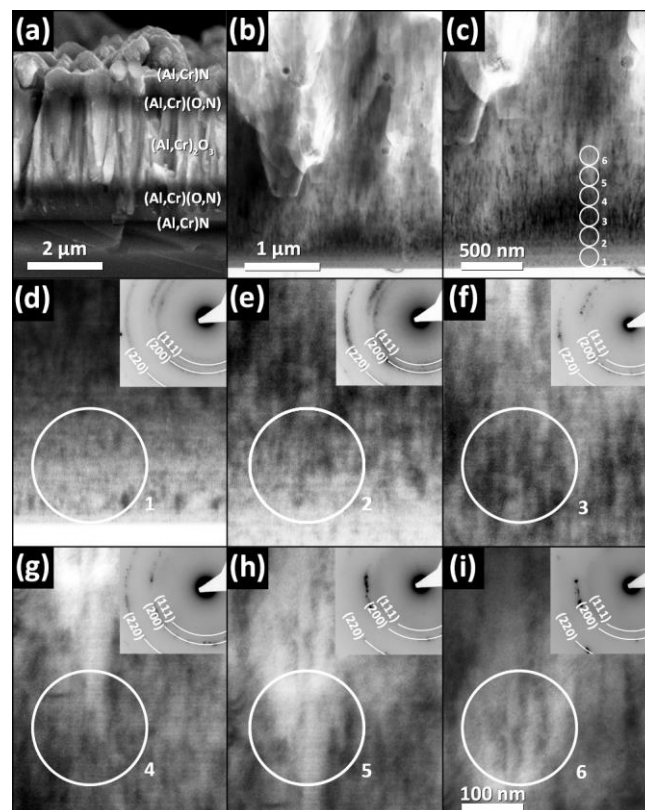 (a)
(Al,Cr)N
(Al,Cr)(O,N)
(Al,Cr)₂O₃
(Al,Cr)(O,N)
(Al,Cr)N
2 μm
(b)
1 μm
(c)
6
5
4
3
2
1
500 nm
(d)
(111)
(200)
(220)
1
(e)
(111)
(200)
(220)
2
(f)
(111)
(200)
(220)
3
(g)
(111)
(200)
(220)
4
(h)
(111)
(200)
(220)
5
(i)
(111)
(200)
(220)
6
100 nm